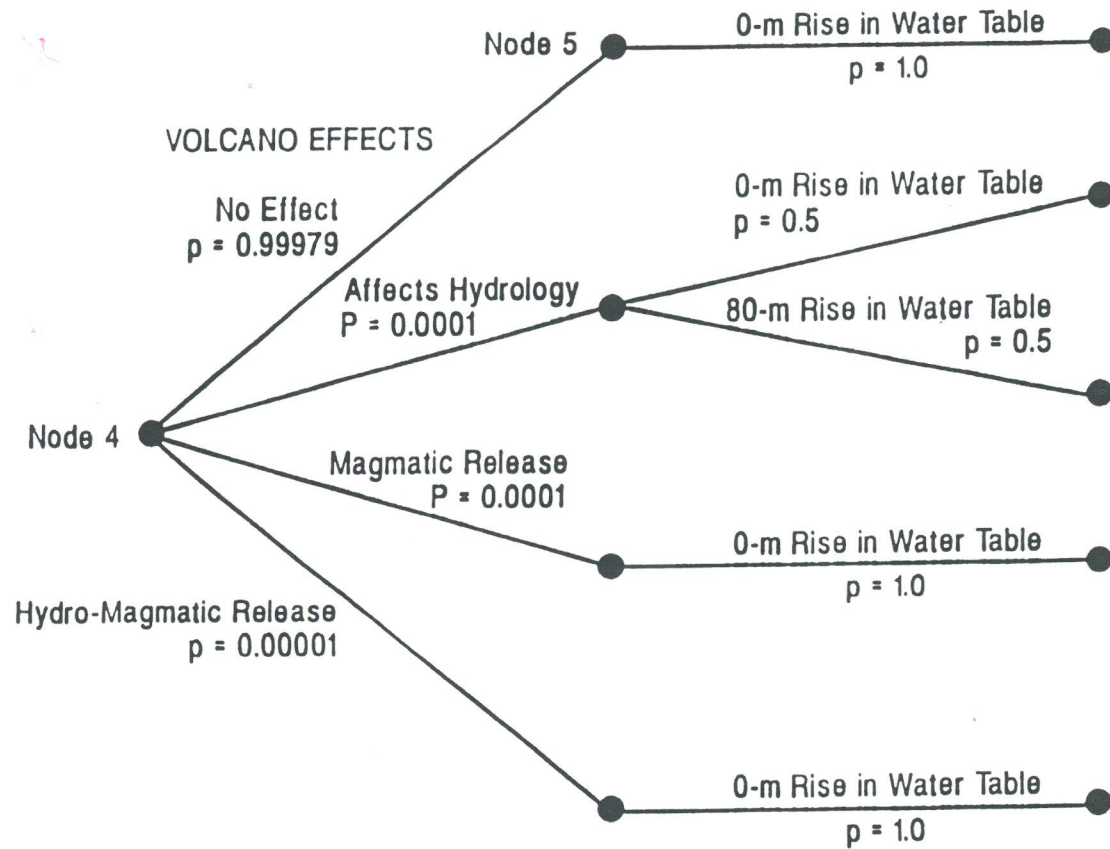 Node 5
0-m Rise in Water Table
p = 1.0
VOLCANO EFFECTS
No Effect
p = 0.99979
0-m Rise in Water Table
p = 0.5
Affects Hydrology
P = 0.0001
80-m Rise in Water Table
p = 0.5
Node 4
Magmatic Release
P = 0.0001
0-m Rise in Water Table
p = 1.0
Hydro-Magmatic Release
p = 0.00001
0-m Rise in Water Table
p = 1.0